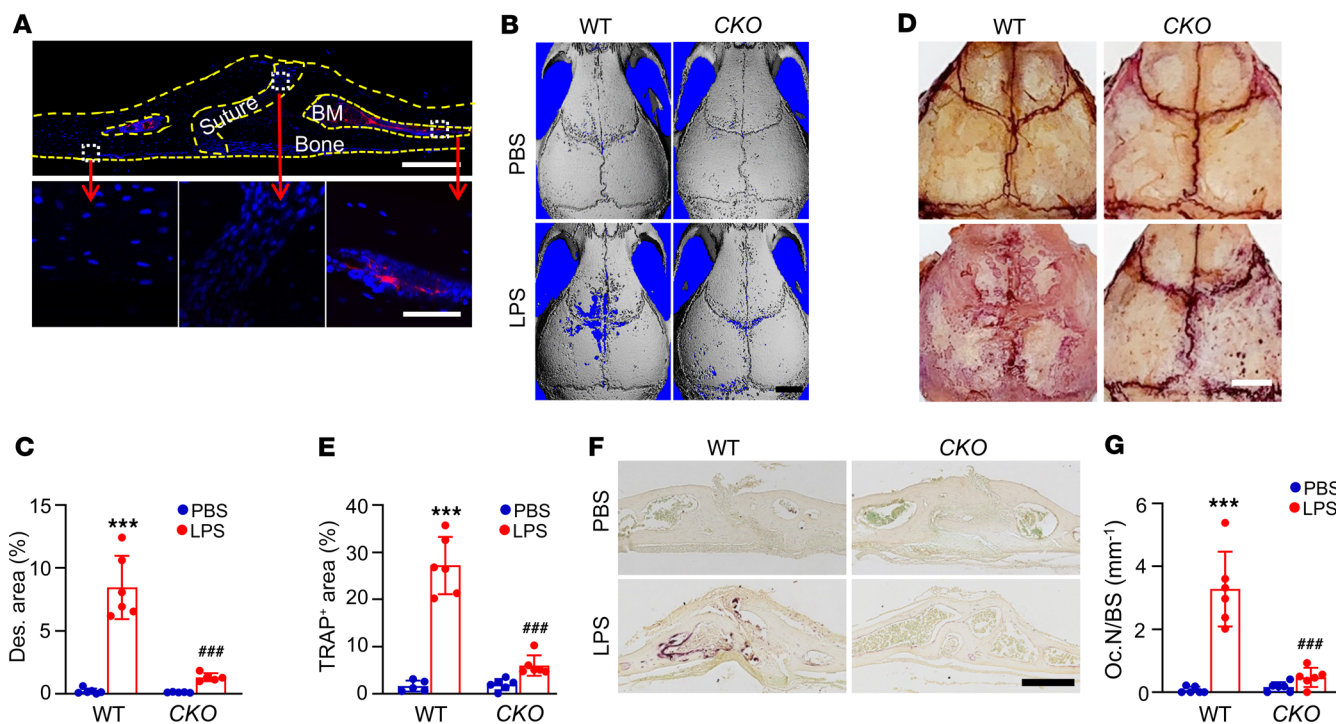 A
Suture
BM
Bone
B
WT CKO
PBS
LPS
D
WT CKO
C
Des. area (%)
15
10
5
0
PBS
LPS
***
###
WT CKO
E
TRAP+ area (%)
40
30
20
10
0
PBS
LPS
***
###
WT CKO
F
WT CKO
PBS
LPS
G
Oc.N/BS (mm-1)
6
4
2
0
PBS
LPS
***
###
WT CKO